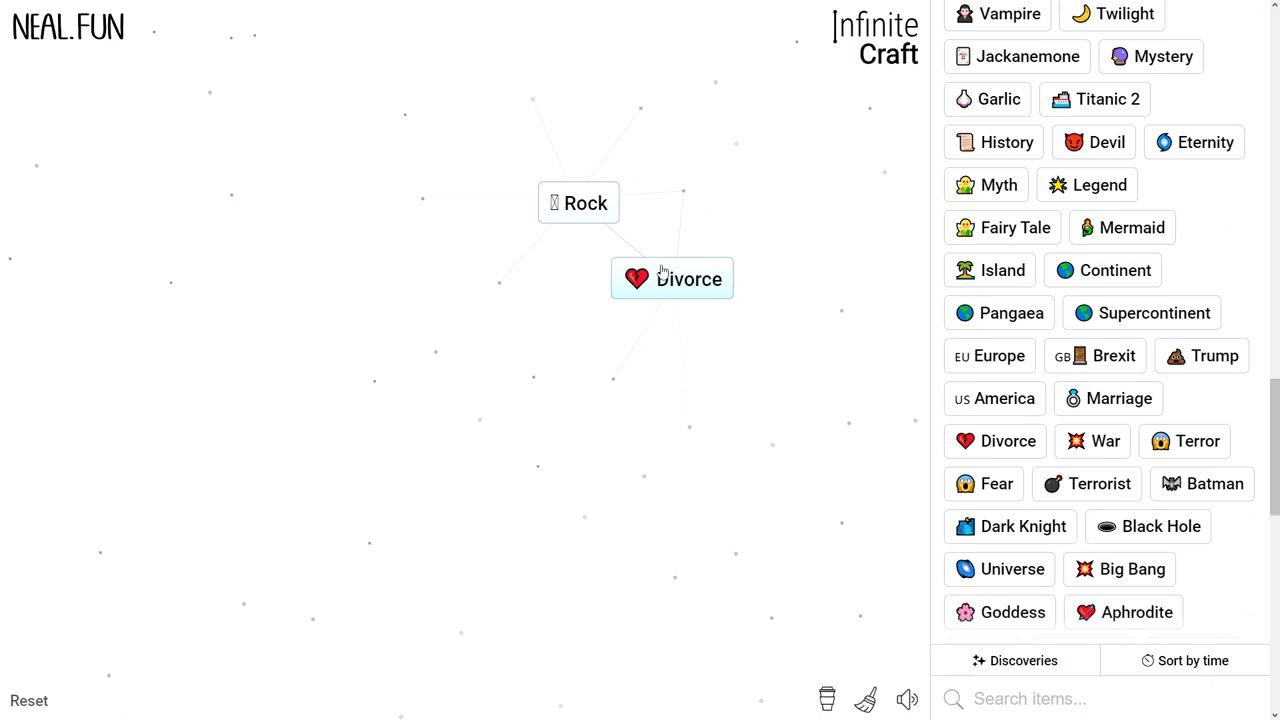 NEAL.FUN
Infinite
Craft
Rock
Divorce
Vampire Twilight
Jackanemone Mystery
Garlic Titanic 2
History Devil Eternity
Myth Legend
Fairy Tale Mermaid
Island Continent
Pangaea Supercontinent
EU Europe GB Brexit Trump
US America Marriage
Divorce War Terror
Fear Terrorist Batman
Dark Knight Black Hole
Universe Big Bang
Goddess Aphrodite
Discoveries Sort by time
Search items...
Reset